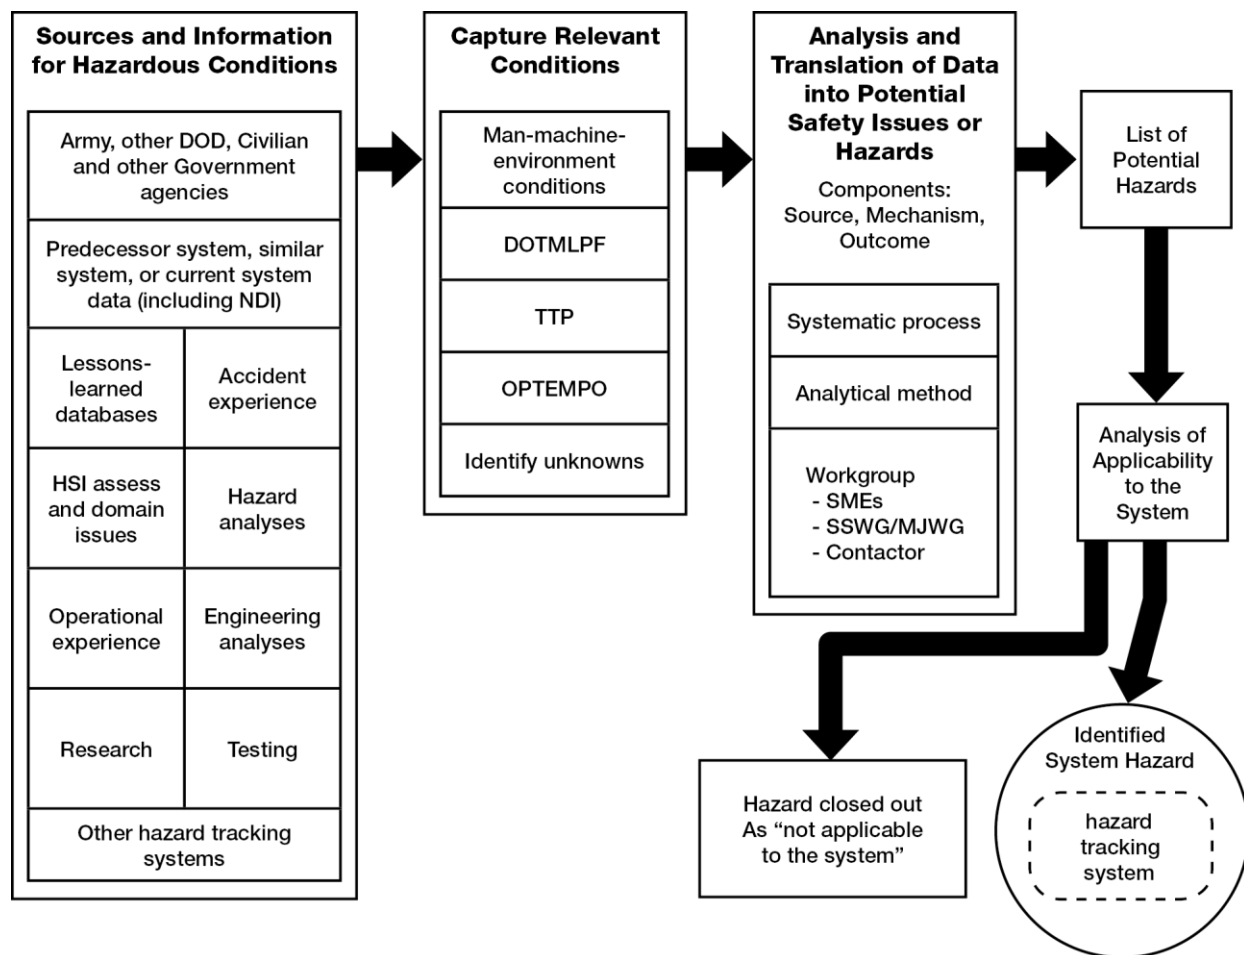 Sources and Information
for Hazardous Conditions
Army, other DOD, Civilian
and other Government
agencies
Predecessor system, similar
system, or current system
data (including NDI)
Lessons-
learned
databases
Accident
experience
HSI assess
and domain
issues
Hazard
analyses
Operational
experience
Engineering
analyses
Research
Testing
Other hazard tracking
systems
Capture Relevant
Conditions
Man-machine-
environment
conditions
DOTMLPF
TTP
OPTEMPO
Identify unknowns
Analysis and
Translation of Data
into Potential
Safety Issues or
Hazards
Components:
Source, Mechanism,
Outcome
Systematic process
Analytical method
Workgroup
- SMEs
- SSWG/MJWG
- Contactor
List of
Potential
Hazards
Analysis of
Applicability
to the
System
Hazard closed out
As “not applicable
to the system”
Identified
System Hazard
hazard
tracking
system